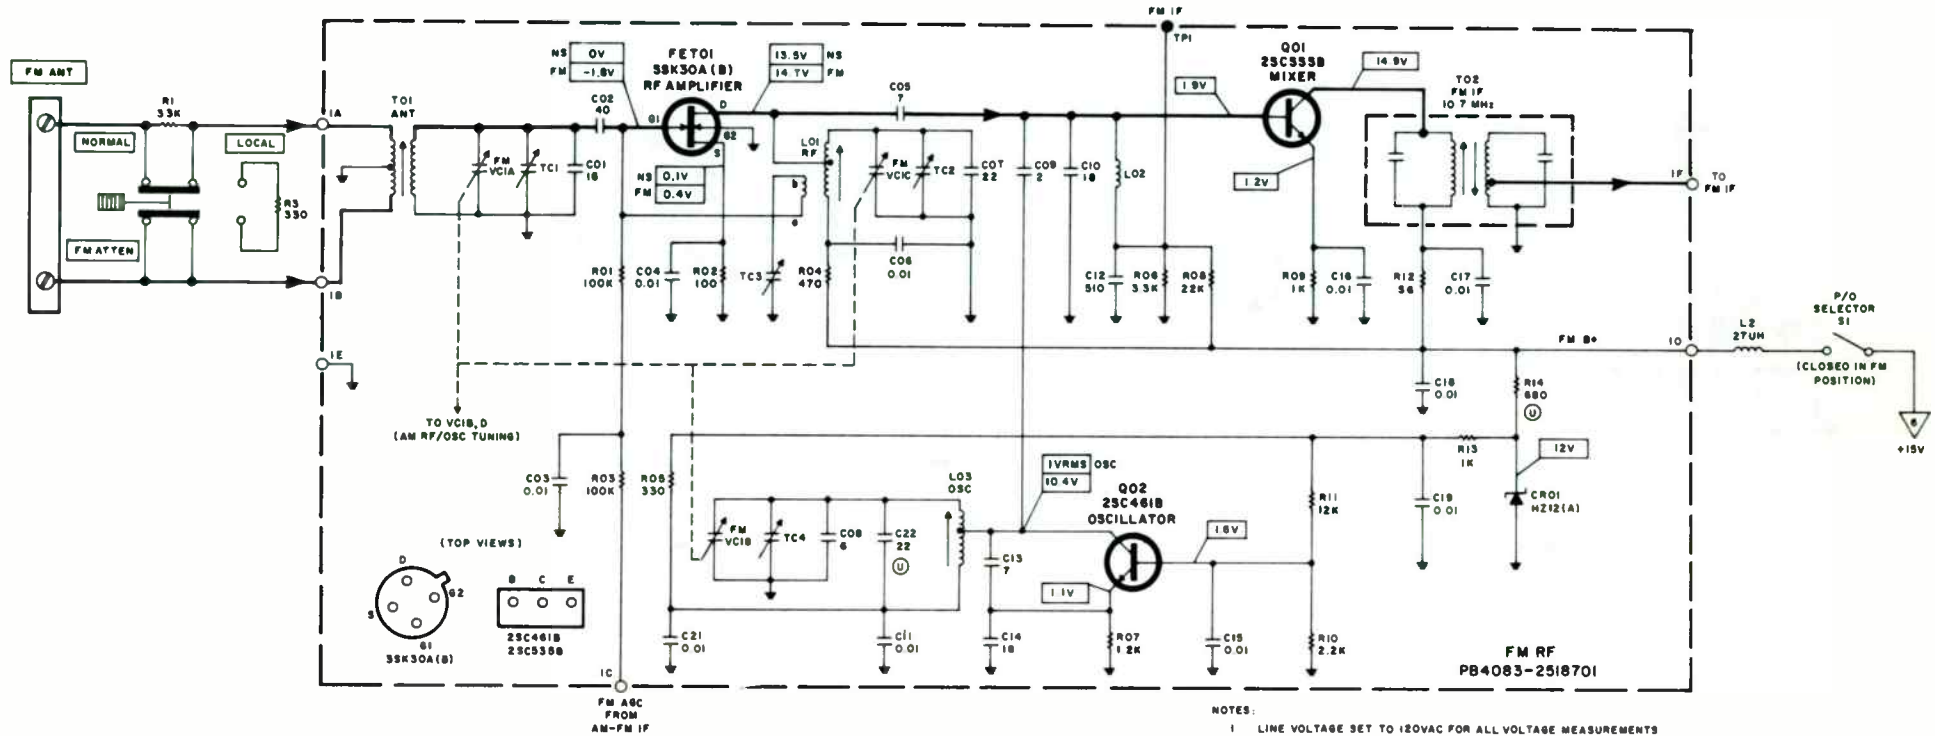 FM ANT
R1
33K
NORMAL
LOCAL
R3
330
FM ATTEN
1A
1B
1E
T01
ANT
FM
VC1A
TC1
C01
15
C02
40
NS 0V
FM -1.8V
FET01
3SK30A(B)
RF AMPLIFIER
G1
D
G2
S
13.5V NS
14.7V FM
NS 0.1V
FM 0.4V
C05
7
L01
RF
b
a
FM
VC1C
TC2
C07
22
C06
0.01
C09
2
C10
18
L02
FM IF
TP1
1.9V
Q01
2SC535B
MIXER
14.9V
1.2V
T02
FM IF
10.7 MHz
1F
TO
FM IF
R01
100K
C04
0.01
R02
100
TC3
R04
470
C12
510
R06
3.3K
R08
22K
R09
1K
C16
0.01
R12
56
C17
0.01
FM B+
10
L2
27UH
P/O
SELECTOR
S1
(CLOSED IN FM
POSITION)
6
+15V
TO VC1B,D
(AM RF/OSC TUNING)
C18
0.01
R14
680
U
C03
0.01
R03
100K
R05
330
R13
1K
12V
CR01
HZ12(A)
C19
0.01
R11
12K
FM
VC1B
TC4
C08
6
C22
22
U
L03
OSC
1VRMS OSC
10.4V
C13
7
Q02
2SC461B
OSCILLATOR
1.6V
1.1V
(TOP VIEWS)
D
G2
S
G1
3SK30A(B)
B C E
2SC461B
2SC535B
C21
0.01
C11
0.01
C14
18
R07
1.2K
C15
0.01
R10
2.2K
FM RF
PB4083-2518701
1C
FM AGC
FROM
AM-FM IF
NOTES:
1 LINE VOLTAGE SET TO 120VAC FOR ALL VOLTAGE MEASUREMENTS